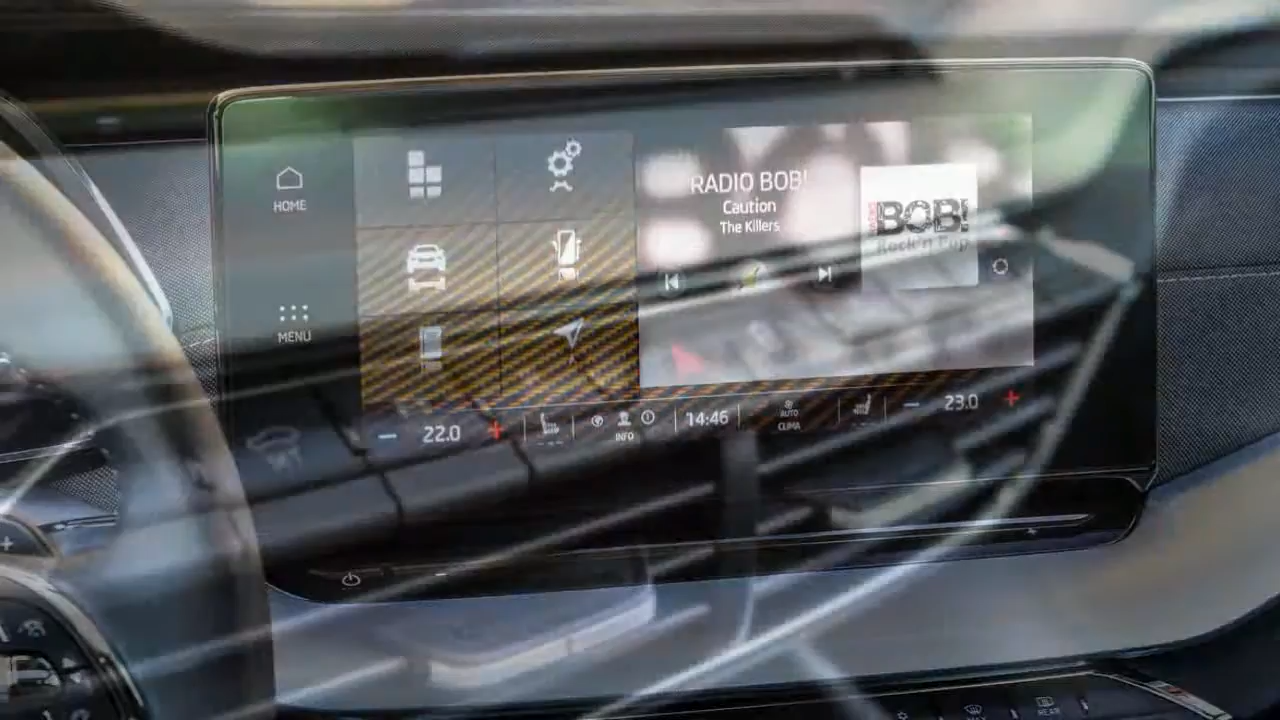 HOME
MENU
RADIO BOB!
Caution
The Killers
BOB!
Rock'n Pop
22.0
INFO
14:46
AUTO
CLIMA
23.0
REAR